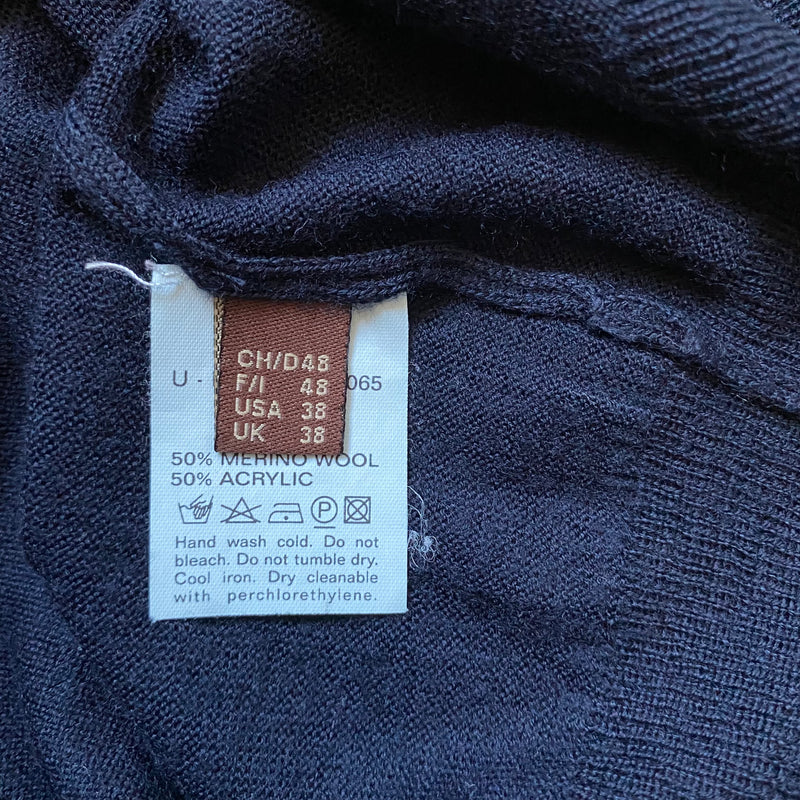 CH/D48
F/I 48
USA 38
UK 38
U - 065
50% MERINO WOOL
50% ACRYLIC
P
Hand wash cold. Do not
bleach. Do not tumble dry.
Cool iron. Dry cleanable
with perchlorethylene.